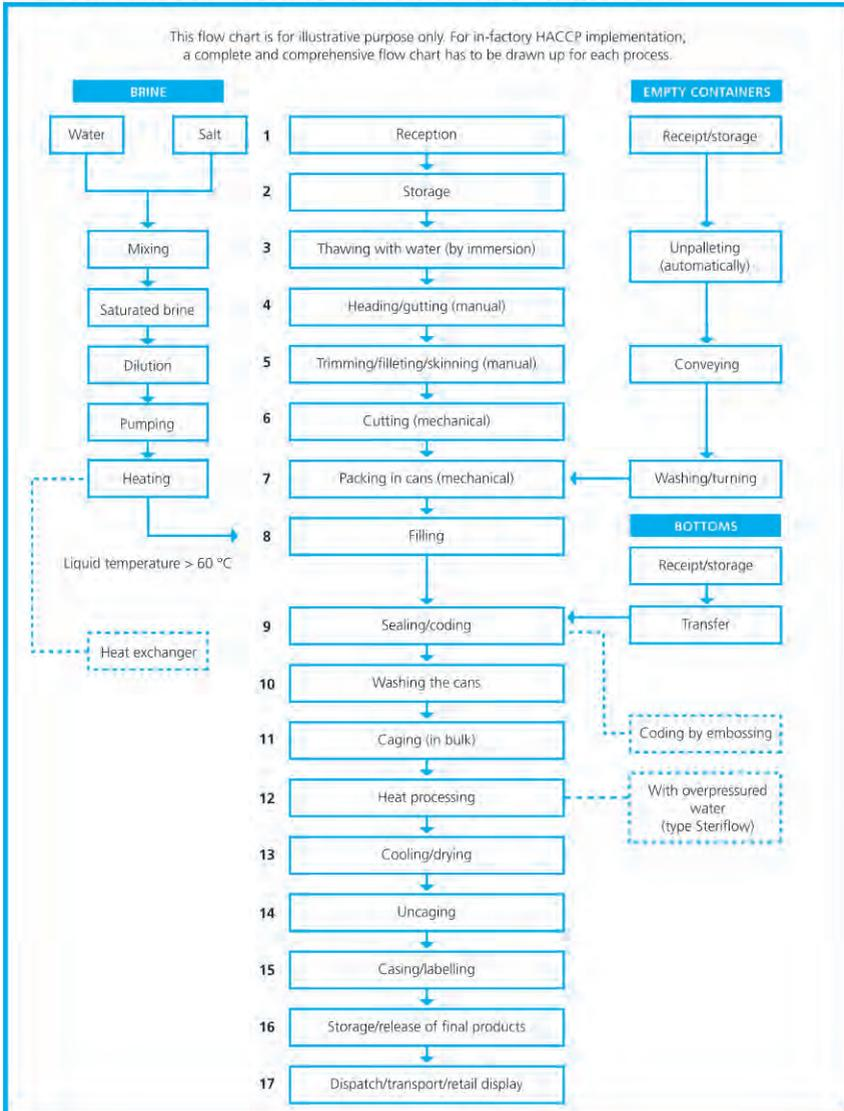 This flow chart is for illustrative purpose only. For in-factory HACCP implementation,
a complete and comprehensive flow chart has to be drawn up for each process.
BRINE
Water
Salt
Mixing
Saturated brine
Dilution
Pumping
Heating
Liquid temperature > 60 °C
Heat exchanger
1 Reception
2 Storage
3 Thawing with water (by immersion)
4 Heading/gutting (manual)
5 Trimming/filleting/skinning (manual)
6 Cutting (mechanical)
7 Packing in cans (mechanical)
8 Filling
9 Sealing/coding
10 Washing the cans
11 Caging (in bulk)
12 Heat processing
13 Cooling/drying
14 Uncaging
15 Casing/labelling
16 Storage/release of final products
17 Dispatch/transport/retail display
EMPTY CONTAINERS
Receipt/storage
Unpalleting
(automatically)
Conveying
Washing/turning
BOTTOMS
Receipt/storage
Transfer
Coding by embossing
With overpressured
water
(type Steriflow)